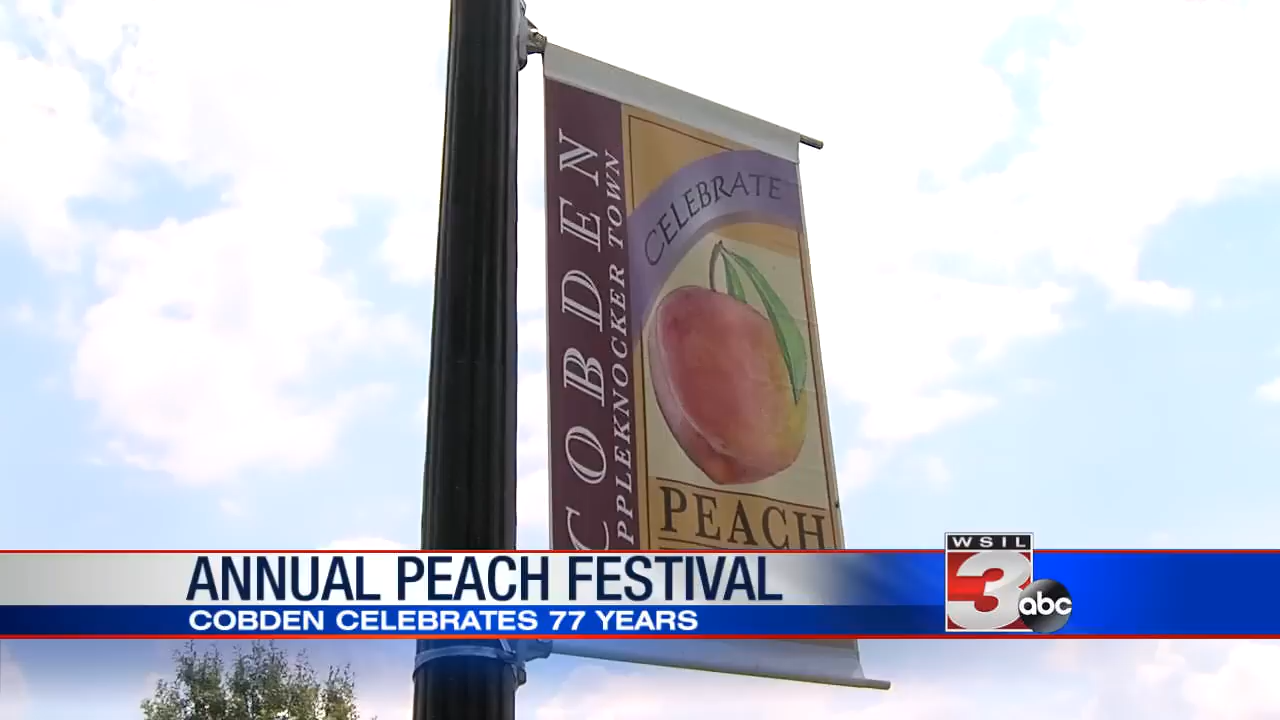 COBDEN
PPLEKNOCKER TOWN
CELEBRATE
PEACH
ANNUAL PEACH FESTIVAL
COBDEN CELEBRATES 77 YEARS
WSIL
3
abc